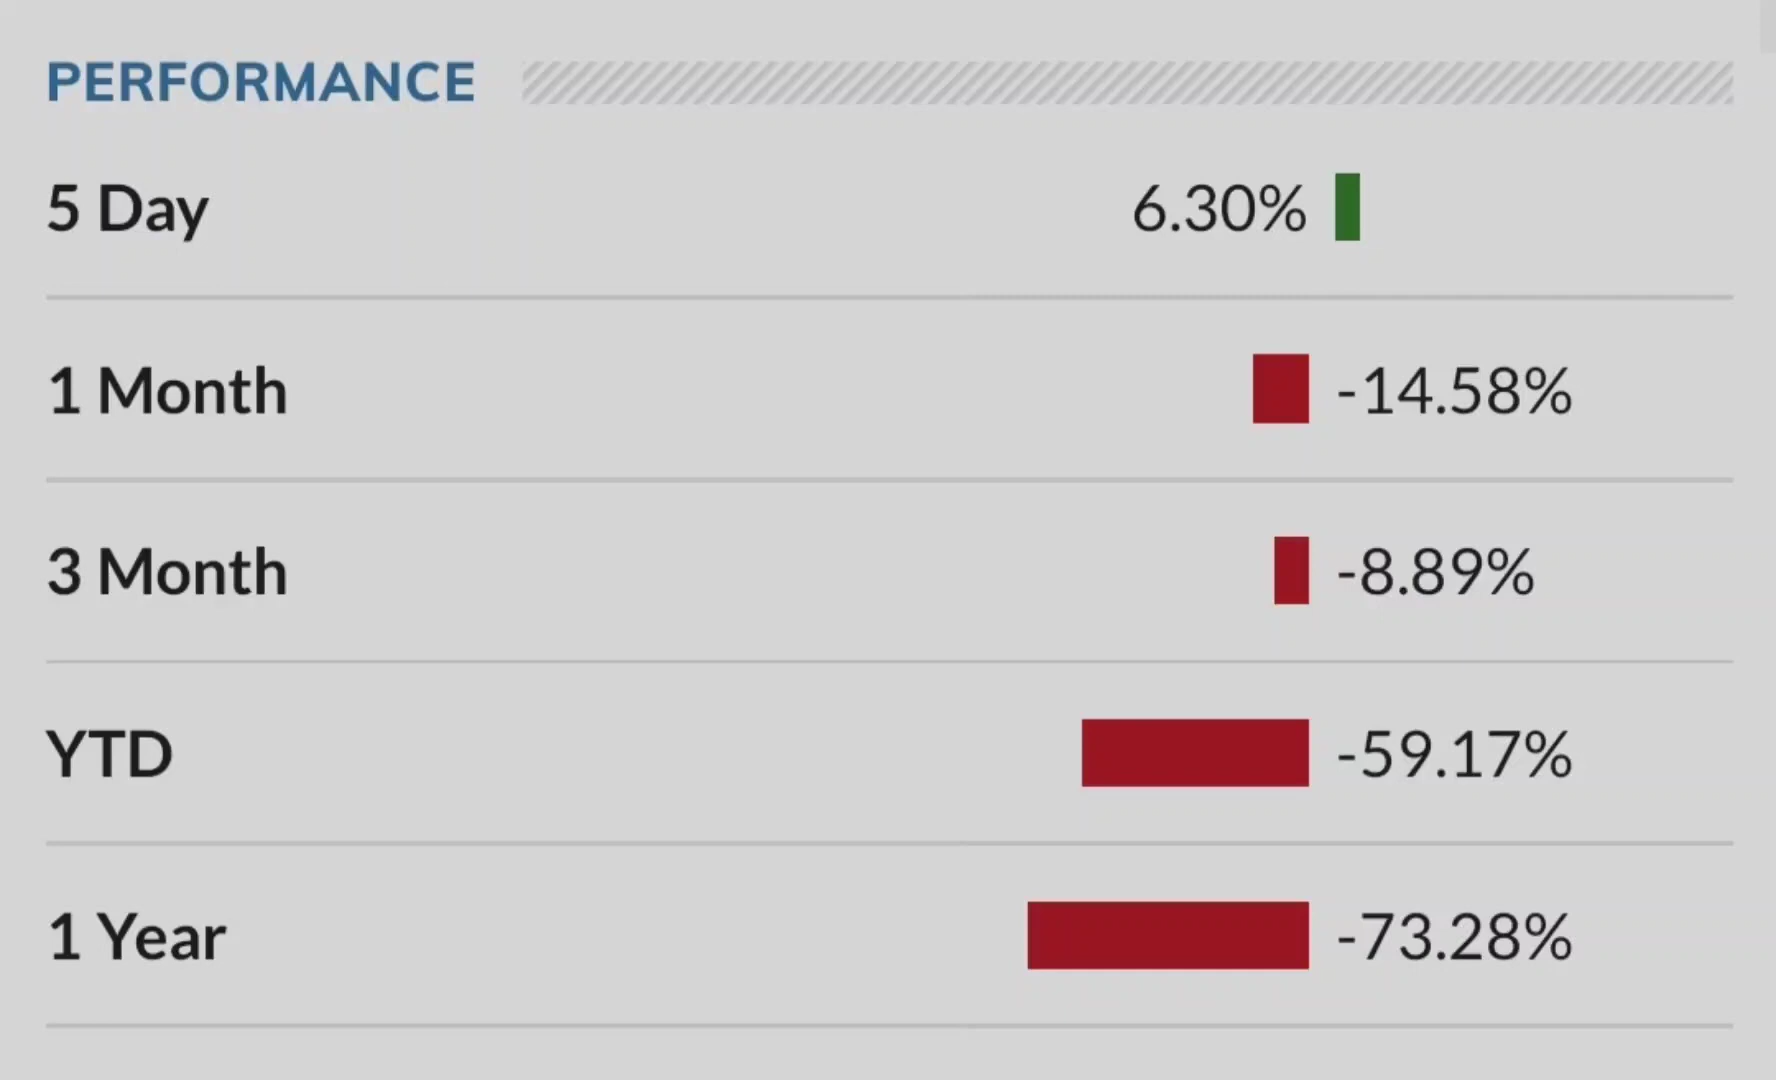 PERFORMANCE
5 Day 6.30%
1 Month -14.58%
3 Month -8.89%
YTD -59.17%
1 Year -73.28%